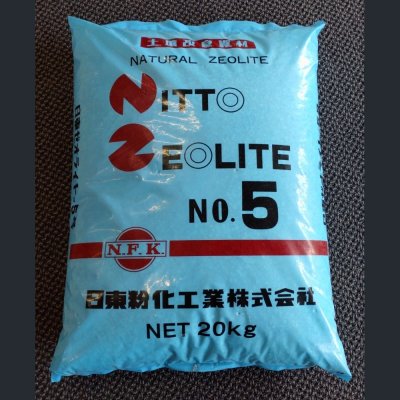 土壌改良資材
NATURAL ZEOLITE
NITTO
ZEOLITE
NO. 5
N.F.K.
日東粉化工業株式会社
NET 20kg